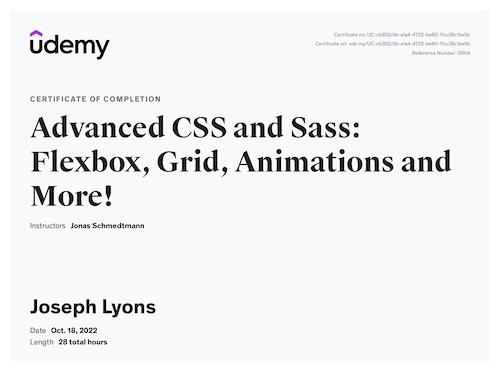 udemy
Certificate no: UC-cb352c9b-a1a4-4722-be80-f1cc39c1ba5b
Certificate url: ude.my/UC-cb352c9b-a1a4-4722-be80-f1cc39c1ba5b
Reference Number: 0004
CERTIFICATE OF COMPLETION
Advanced CSS and Sass:
Flexbox, Grid, Animations and
More!
Instructors Jonas Schmedtmann
Joseph Lyons
Date Oct. 18, 2022
Length 28 total hours